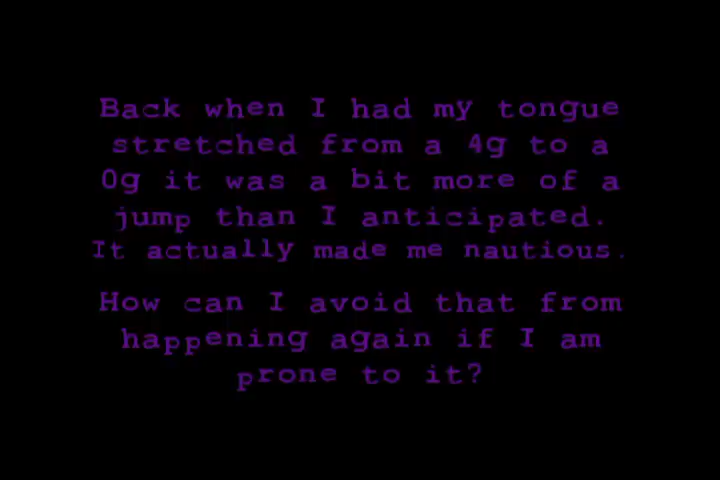 Back when I had my tongue
stretched from a 4g to a
0g it was a bit more of a
jump than I anticipated.
It actually made me nautious.
How can I avoid that from
happening again if I am
prone to it?